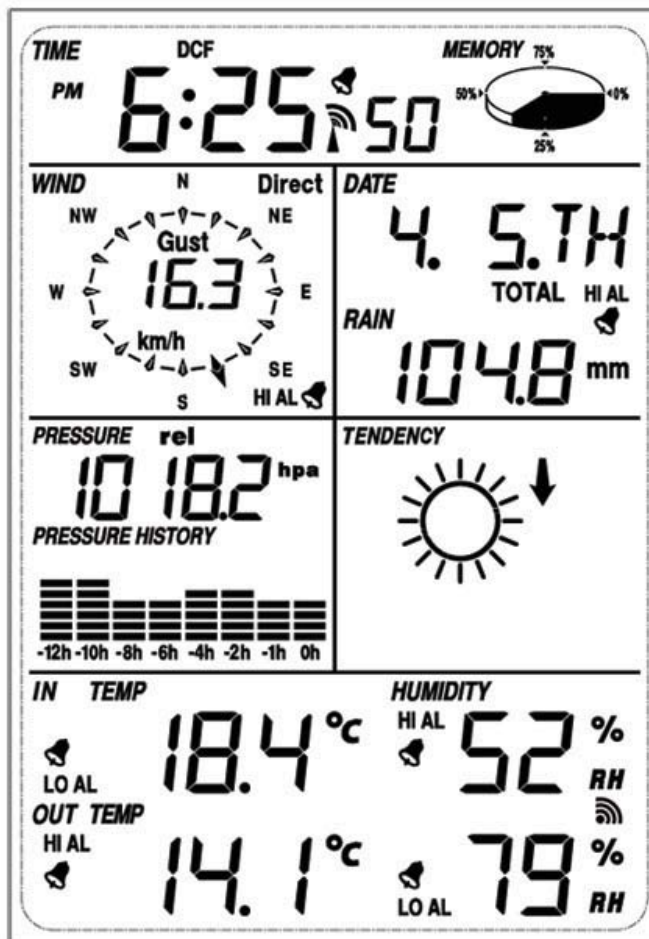 TIME DCF MEMORY 75%
PM 6:25 50 50% 0%
25%
WIND N Direct DATE
NW NE 4. 5.TH
Gust
W 16.3 E TOTAL HI AL
km/h RAIN
SW SE 104.8 mm
S HI AL
PRESSURE rel TENDENCY
1018.2 hpa
PRESSURE HISTORY
-12h -10h -8h -6h -4h -2h -1h 0h
IN TEMP HUMIDITY
HI AL
18.4 °C 52 %
LO AL RH
OUT TEMP
HI AL
14.1 °C 79 %
LO AL RH